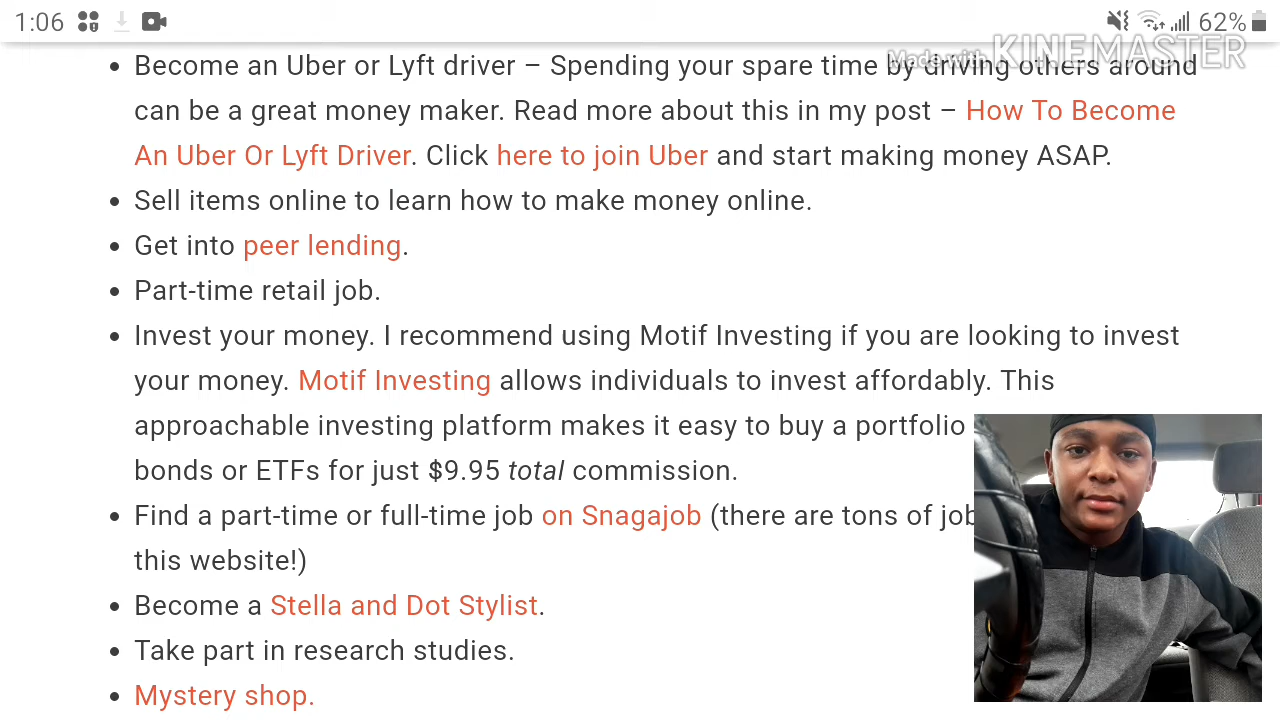 1:06 62%
Made with KINEMASTER
Become an Uber or Lyft driver – Spending your spare time by driving others around
can be a great money maker. Read more about this in my post – How To Become
An Uber Or Lyft Driver. Click here to join Uber and start making money ASAP.
Sell items online to learn how to make money online.
Get into peer lending.
Part-time retail job.
Invest your money. I recommend using Motif Investing if you are looking to invest
your money. Motif Investing allows individuals to invest affordably. This
approachable investing platform makes it easy to buy a portfolio
bonds or ETFs for just $9.95 total commission.
Find a part-time or full-time job on Snagajob (there are tons of job
this website!)
Become a Stella and Dot Stylist.
Take part in research studies.
Mystery shop.